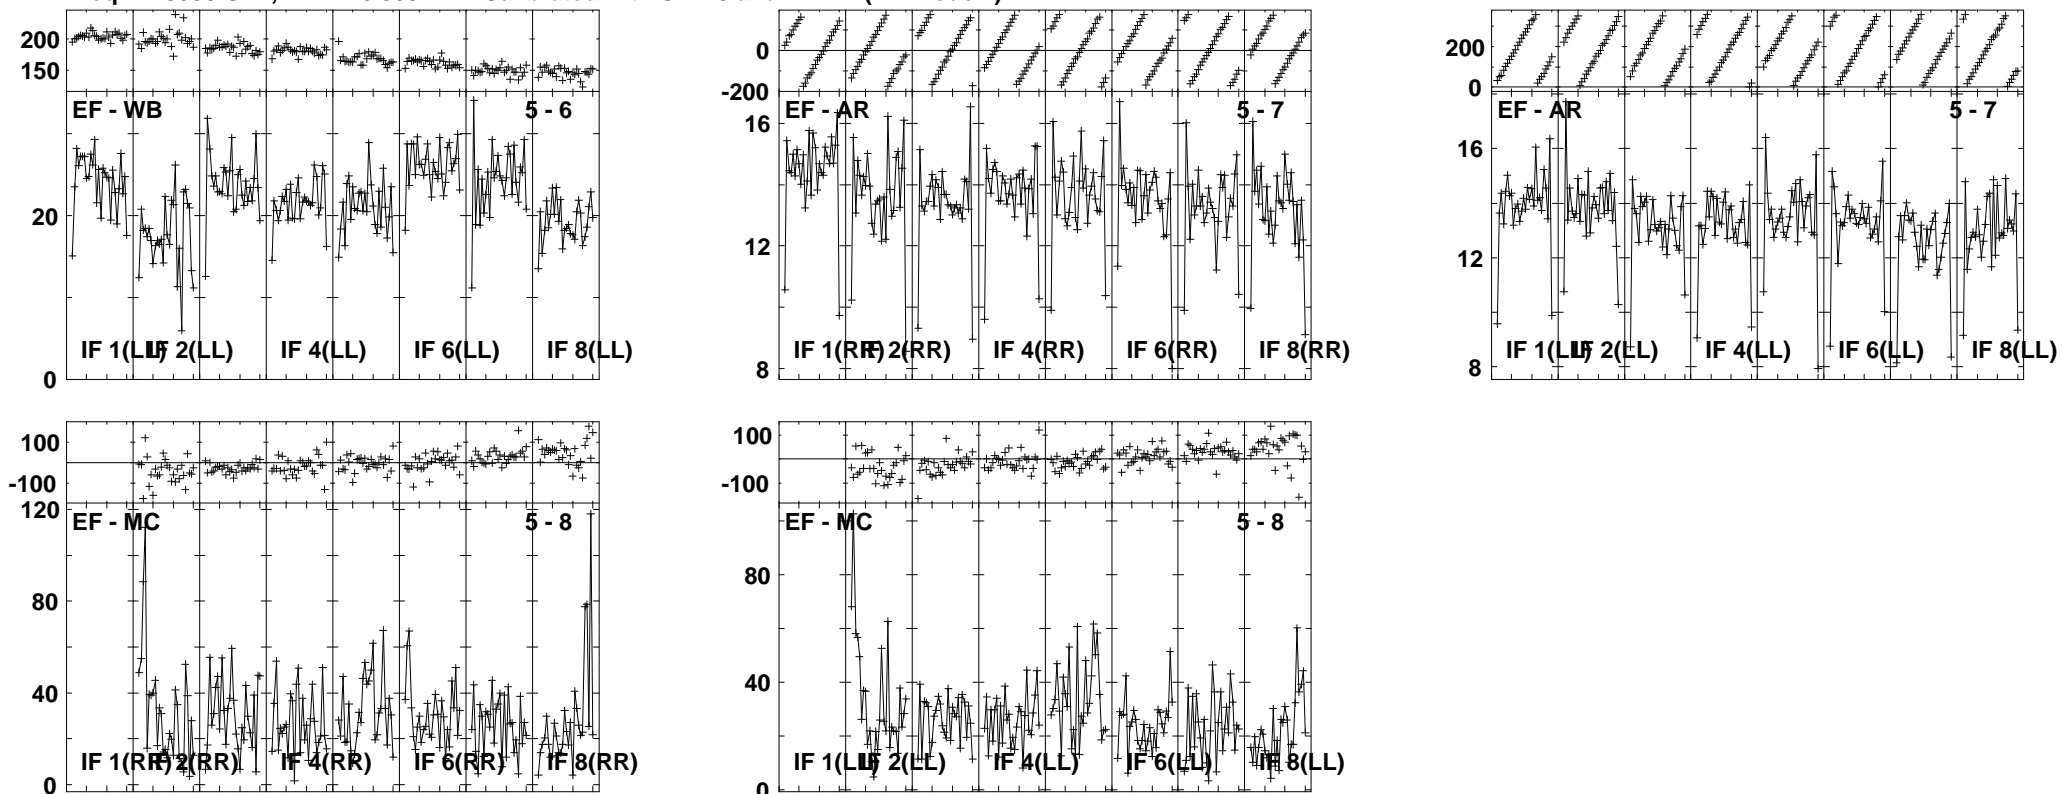 200
150
EF - WB 5 - 6
20
0
IF 1(LL) IF 2(LL) IF 4(LL) IF 6(LL) IF 8(LL)
0
-200
EF - AR 5 - 7
16
12
8
IF 1(RR) IF 2(RR) IF 4(RR) IF 6(RR) IF 8(RR)
200
0
EF - AR 5 - 7
16
12
8
IF 1(LL) IF 2(LL) IF 4(LL) IF 6(LL) IF 8(LL)
100
-100
120
EF - MC 5 - 8
80
40
0
IF 1(RR) IF 2(RR) IF 4(RR) IF 6(RR) IF 8(RR)
100
-100
EF - MC 5 - 8
80
40
0
IF 1(LL) IF 2(LL) IF 4(LL) IF 6(LL) IF 8(LL)